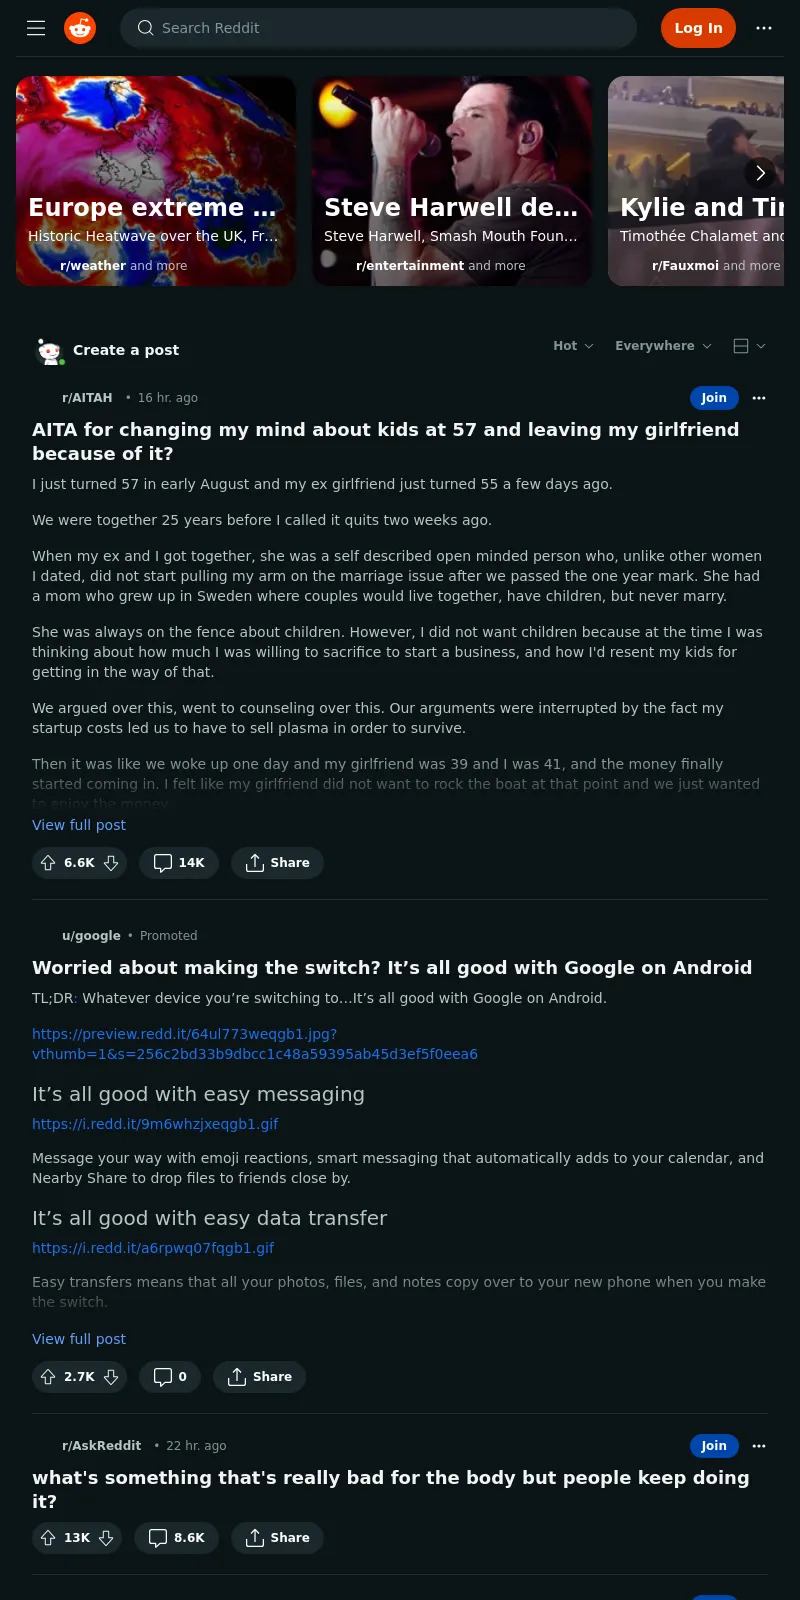 Search Reddit
Log In
Europe extreme ...
Historic Heatwave over the UK, Fr...
r/weather and more
Steve Harwell de...
Steve Harwell, Smash Mouth Foun...
r/entertainment and more
Kylie and Tir
Timothée Chalamet and
r/Fauxmoi and more
Create a post
Hot
Everywhere
r/AITAH • 16 hr. ago
Join
AITA for changing my mind about kids at 57 and leaving my girlfriend
because of it?
I just turned 57 in early August and my ex girlfriend just turned 55 a few days ago.
We were together 25 years before I called it quits two weeks ago.
When my ex and I got together, she was a self described open minded person who, unlike other women
I dated, did not start pulling my arm on the marriage issue after we passed the one year mark. She had
a mom who grew up in Sweden where couples would live together, have children, but never marry.
She was always on the fence about children. However, I did not want children because at the time I was
thinking about how much I was willing to sacrifice to start a business, and how I'd resent my kids for
getting in the way of that.
We argued over this, went to counseling over this. Our arguments were interrupted by the fact my
startup costs led us to have to sell plasma in order to survive.
Then it was like we woke up one day and my girlfriend was 39 and I was 41, and the money finally
started coming in. I felt like my girlfriend did not want to rock the boat at that point and we just wanted
to enjoy the money
View full post
6.6K
14K
Share
u/google • Promoted
Worried about making the switch? It’s all good with Google on Android
TL;DR: Whatever device you’re switching to...It’s all good with Google on Android.
https://preview.redd.it/64ul773weqgb1.jpg?
vthumb=1&s=256c2bd33b9dbcc1c48a59395ab45d3ef5f0eea6
It’s all good with easy messaging
https://i.redd.it/9m6whzjxeqgb1.gif
Message your way with emoji reactions, smart messaging that automatically adds to your calendar, and
Nearby Share to drop files to friends close by.
It’s all good with easy data transfer
https://i.redd.it/a6rpwq07fqgb1.gif
Easy transfers means that all your photos, files, and notes copy over to your new phone when you make
the switch.
View full post
2.7K
0
Share
r/AskReddit • 22 hr. ago
Join
what's something that's really bad for the body but people keep doing
it?
13K
8.6K
Share